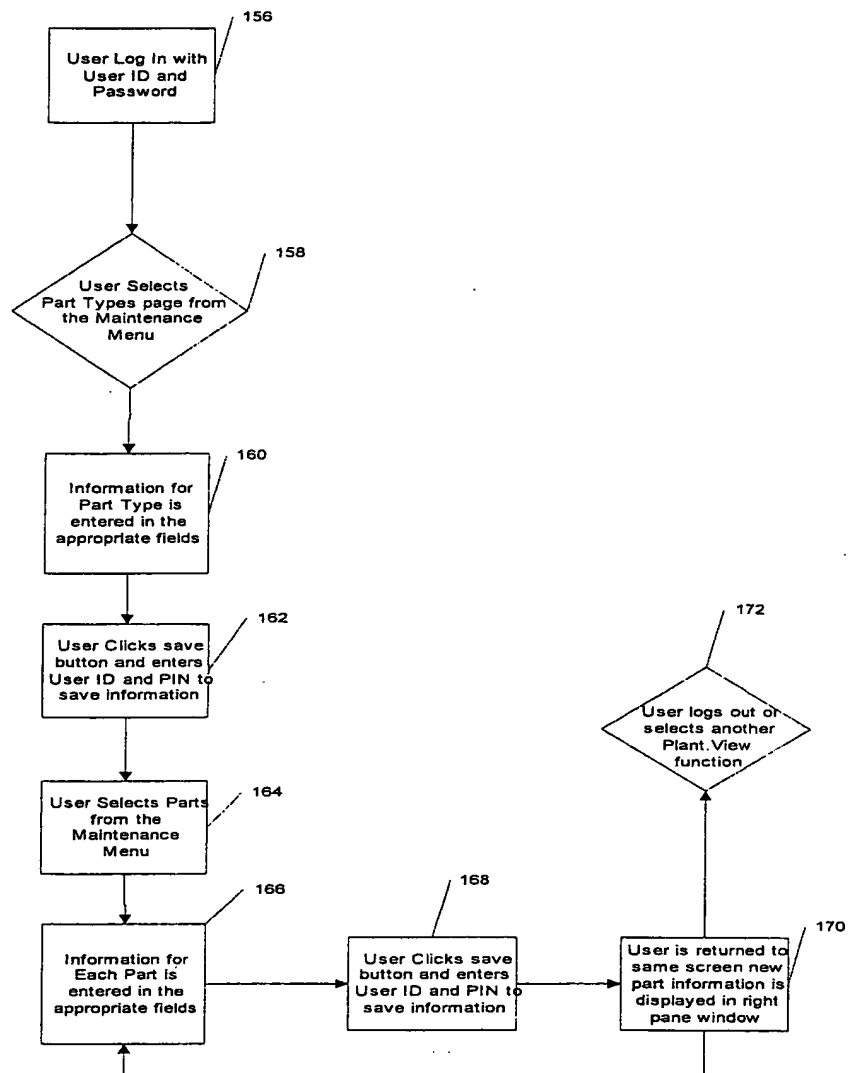 156
User Log In with
User ID and
Password
158
User Selects
Part Types page from
the Maintenance
Menu
160
Information for
Part Type is
entered in the
appropriate fields
162
User Clicks save
button and enters
User ID and PIN to
save information
164
User Selects Parts
from the
Maintenance
Menu
166
Information for
Each Part is
entered in the
appropriate fields
168
User Clicks save
button and enters
User ID and PIN to
save information
170
User is returned to
same screen new
part information is
displayed in right
pane window
172
User logs out or
selects another
Plant.View
function